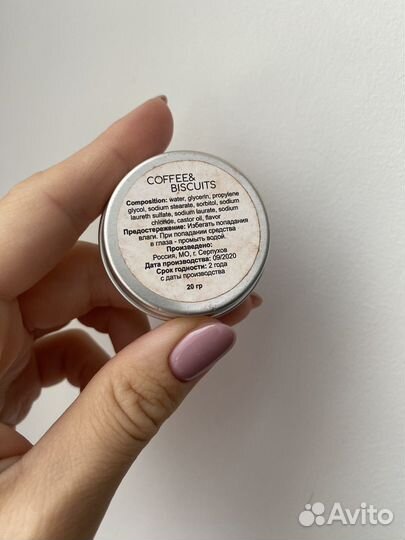 COFFEE&
BISCUITS
Composition: water, glycerin, propylene
glycol, sodium stearate, sorbitol, sodium
laureth sulfate, sodium laurate, sodium
chloride, castor oil, flavor
Предостережение: Избегать попадания
влаги. При попадании средства
в глаза - промыть водой.
Произведено:
Россия, МО, г. Серпухов
Дата производства: 09/2020
Срок годности: 2 года
с даты производства
20 гр
Avito